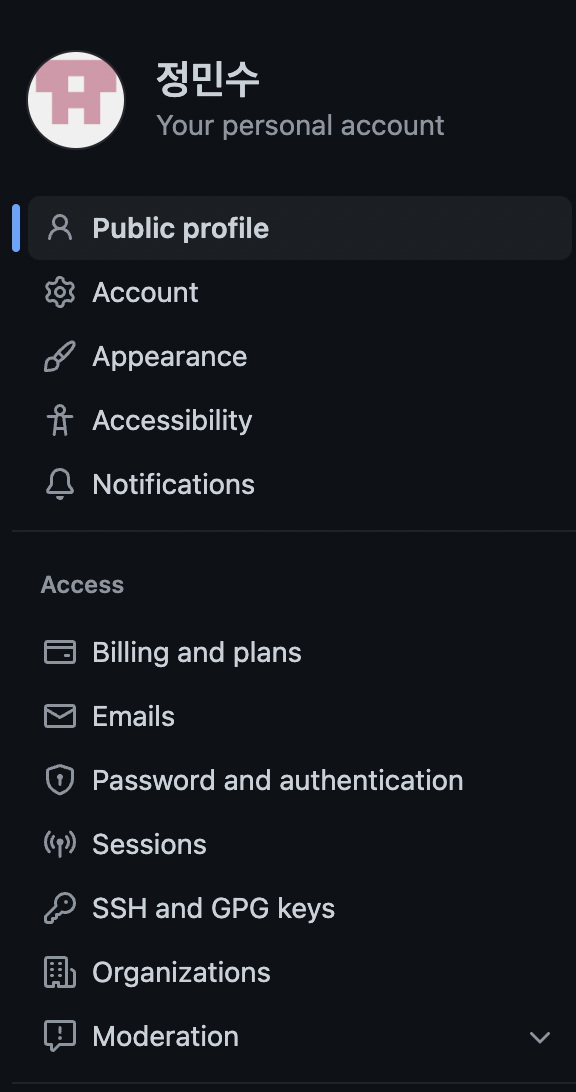 정민수
Your personal account
Public profile
Account
Appearance
Accessibility
Notifications
Access
Billing and plans
Emails
Password and authentication
Sessions
SSH and GPG keys
Organizations
Moderation